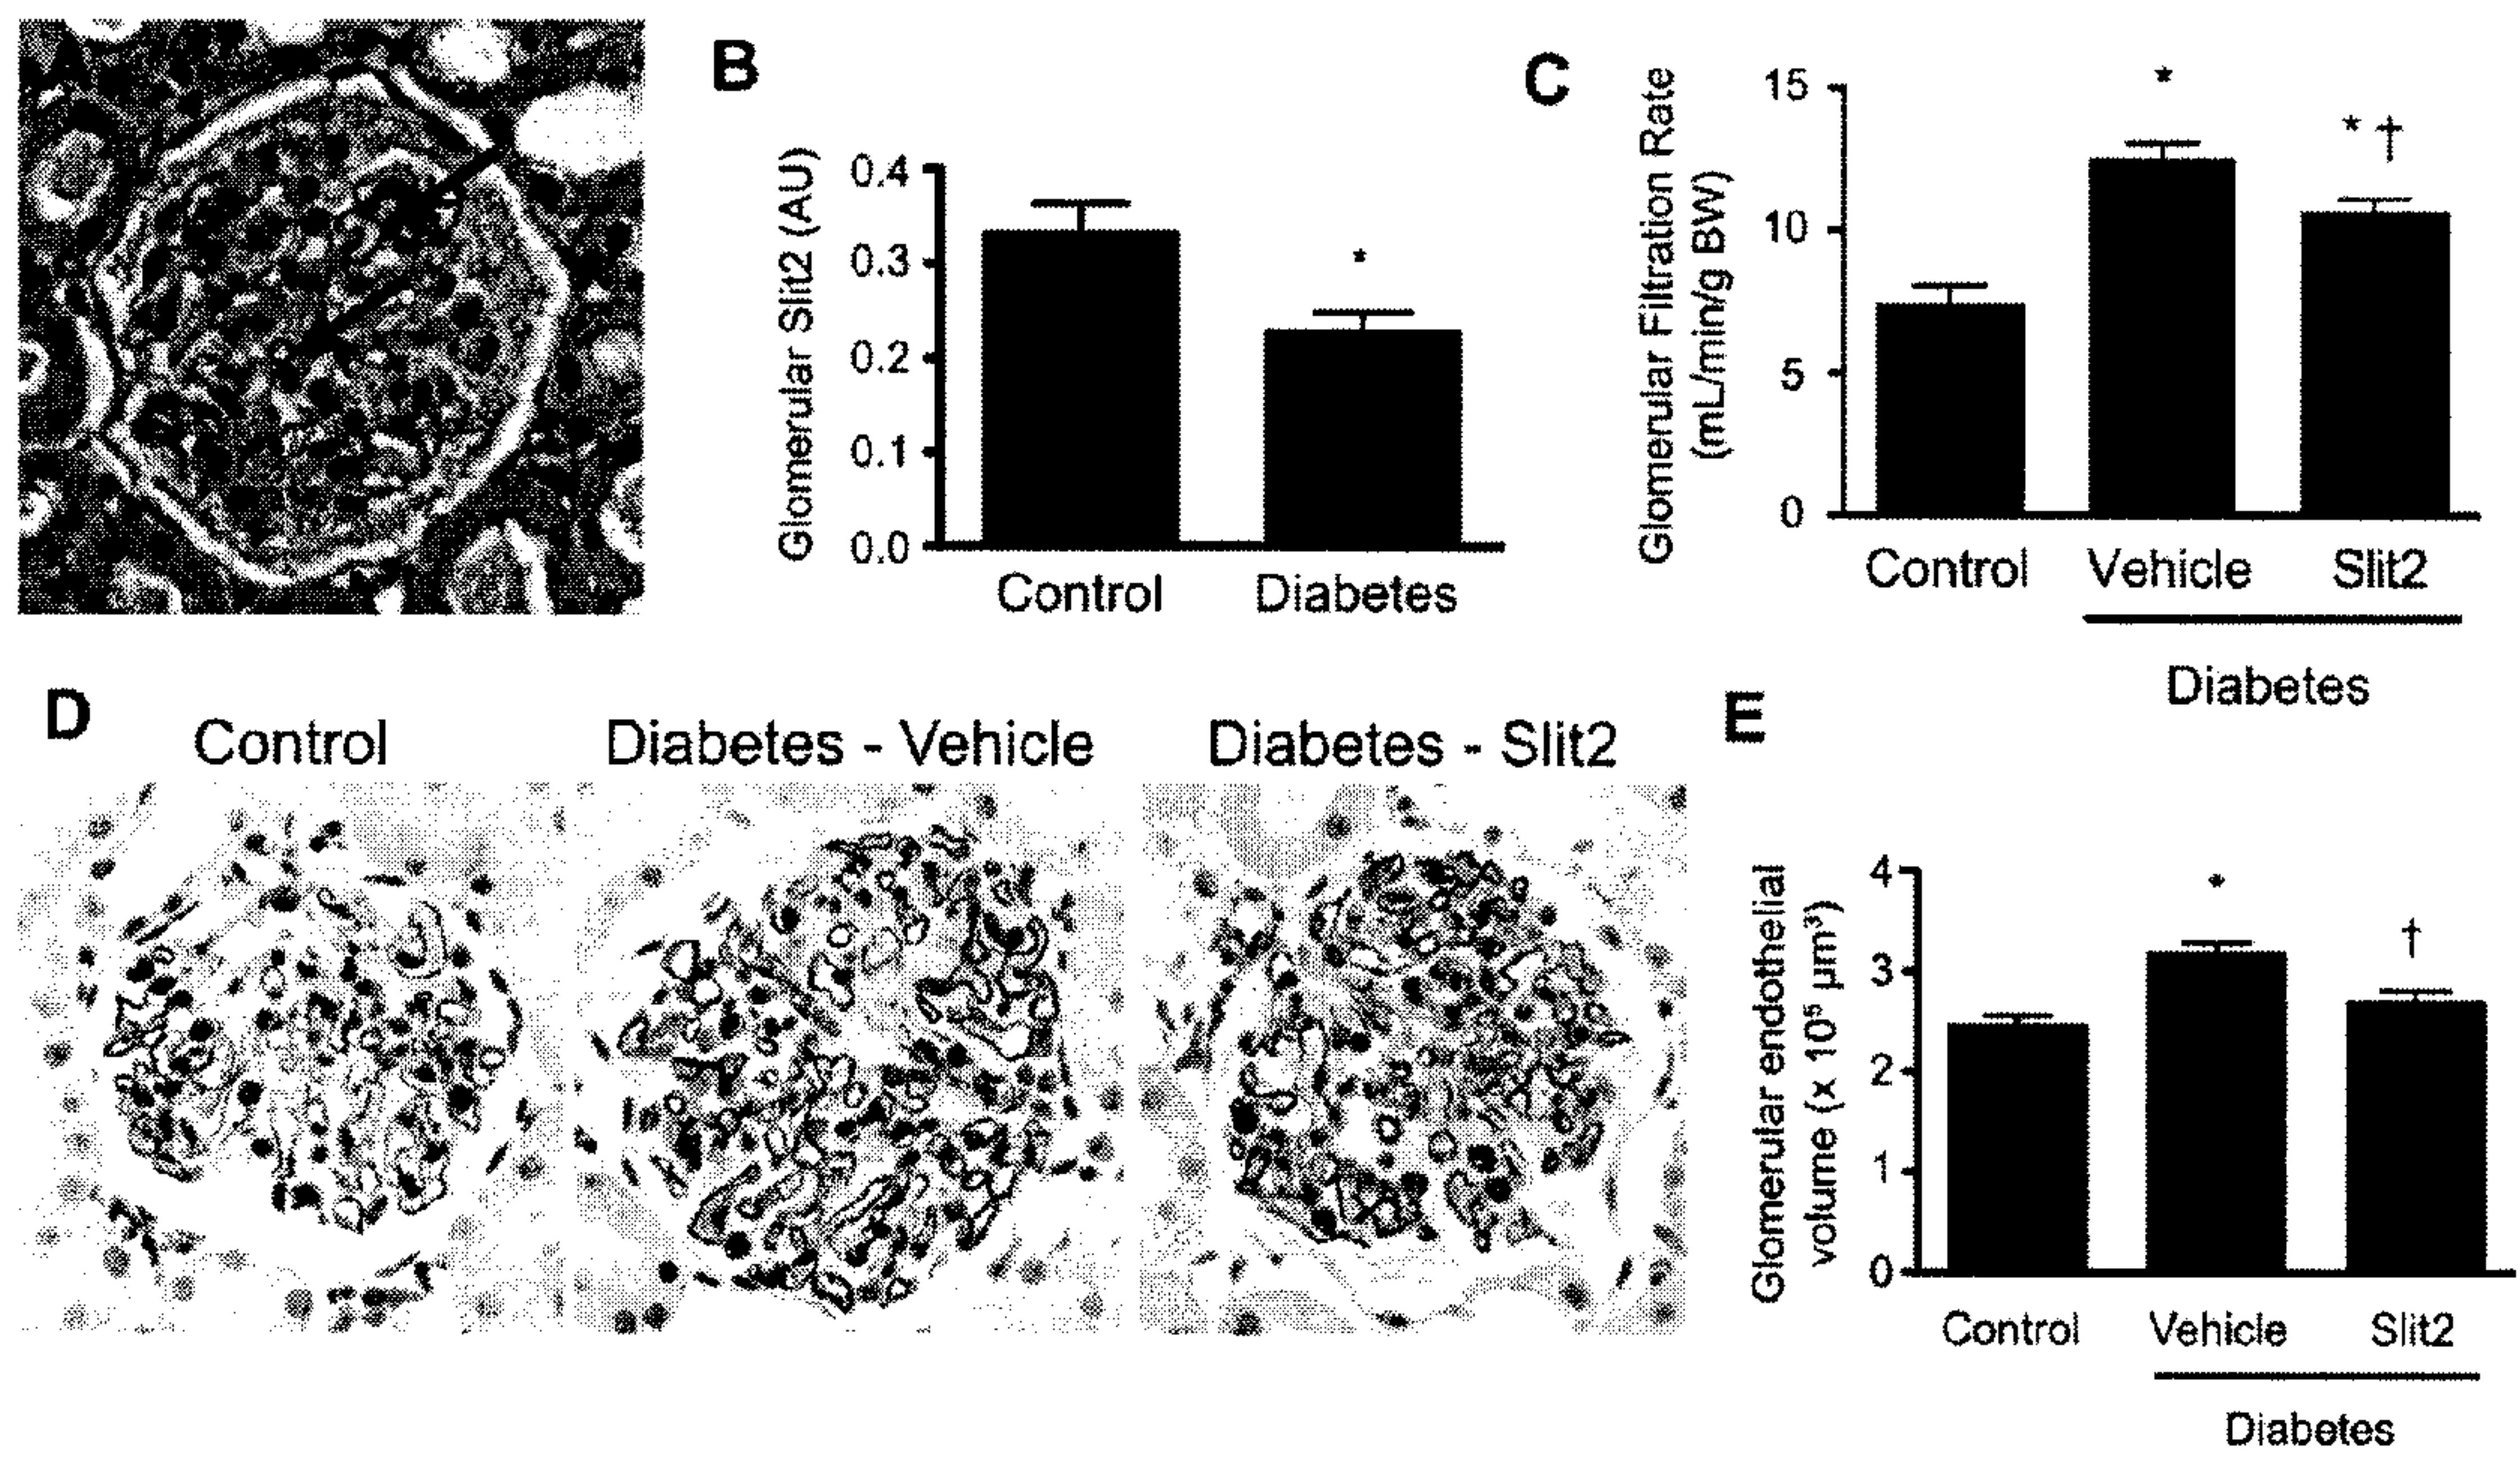 B
Glomerular Slit2 (AU)
0.4
0.3
0.2
0.1
0.0
*
Control Diabetes
C
Glomerular Filtration Rate
(mL/min/g BW)
15
10
5
0
*
* †
Control Vehicle Slit2
Diabetes
D
Control Diabetes - Vehicle Diabetes - Slit2
E
Glomerular endothelial
volume (x 10⁵ µm³)
4
3
2
1
0
*
†
Control Vehicle Slit2
Diabetes